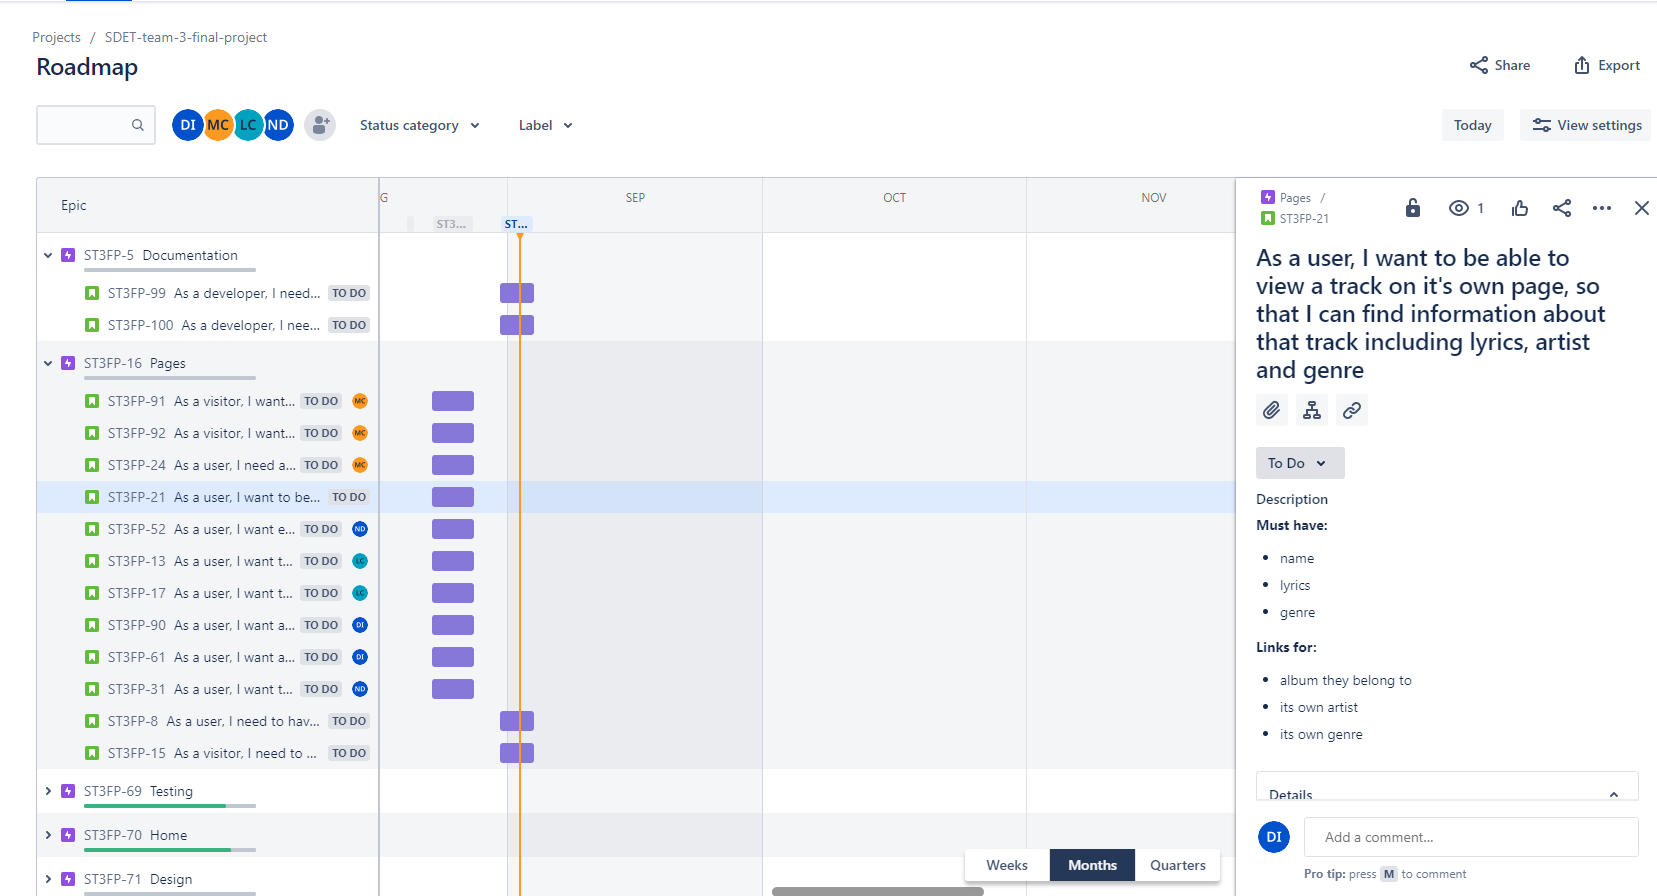 Projects / SDET-team-3-final-project
Roadmap
Share
Export
DI MC LC ND
Status category
Label
Today
View settings
Epic
G
SEP
OCT
NOV
ST3...
ST...
ST3FP-5 Documentation
ST3FP-99 As a developer, I need... TO DO
ST3FP-100 As a developer, I nee... TO DO
ST3FP-16 Pages
ST3FP-91 As a visitor, I want... TO DO MC
ST3FP-92 As a visitor, I want... TO DO MC
ST3FP-24 As a user, I need a... TO DO MC
ST3FP-21 As a user, I want to be... TO DO
ST3FP-52 As a user, I want e... TO DO ND
ST3FP-13 As a user, I want t... TO DO LC
ST3FP-17 As a user, I want t... TO DO LC
ST3FP-90 As a user, I want a... TO DO DI
ST3FP-61 As a user, I want a... TO DO DI
ST3FP-31 As a user, I want t... TO DO ND
ST3FP-8 As a user, I need to hav... TO DO
ST3FP-15 As a visitor, I need to ... TO DO
ST3FP-69 Testing
ST3FP-70 Home
ST3FP-71 Design
Weeks
Months
Quarters
Pages /
ST3FP-21
1
As a user, I want to be able to
view a track on it's own page, so
that I can find information about
that track including lyrics, artist
and genre
To Do
Description
Must have:
• name
• lyrics
• genre
Links for:
• album they belong to
• its own artist
• its own genre
Details
DI
Add a comment...
Pro tip: press M to comment